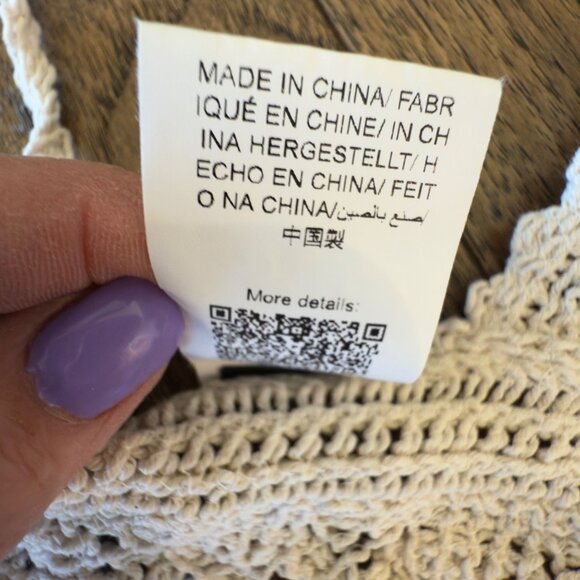 MADE IN CHINA/ FABR
IQUÉ EN CHINE/ IN CH
INA HERGESTELLT/ H
ECHO EN CHINA/ FEIT
O NA CHINA/صنع بالصين/
中国製
More details: